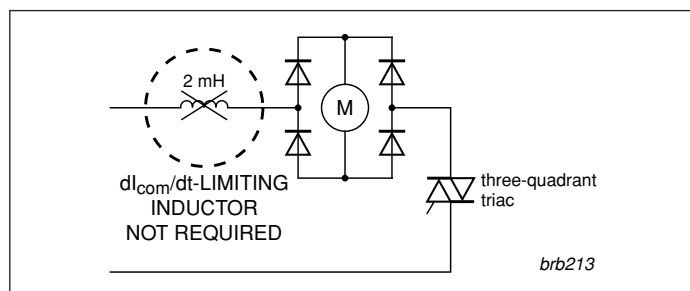 2 mH
M
dIcom/dt-LIMITING
INDUCTOR
NOT REQUIRED
three-quadrant
triac
brb213